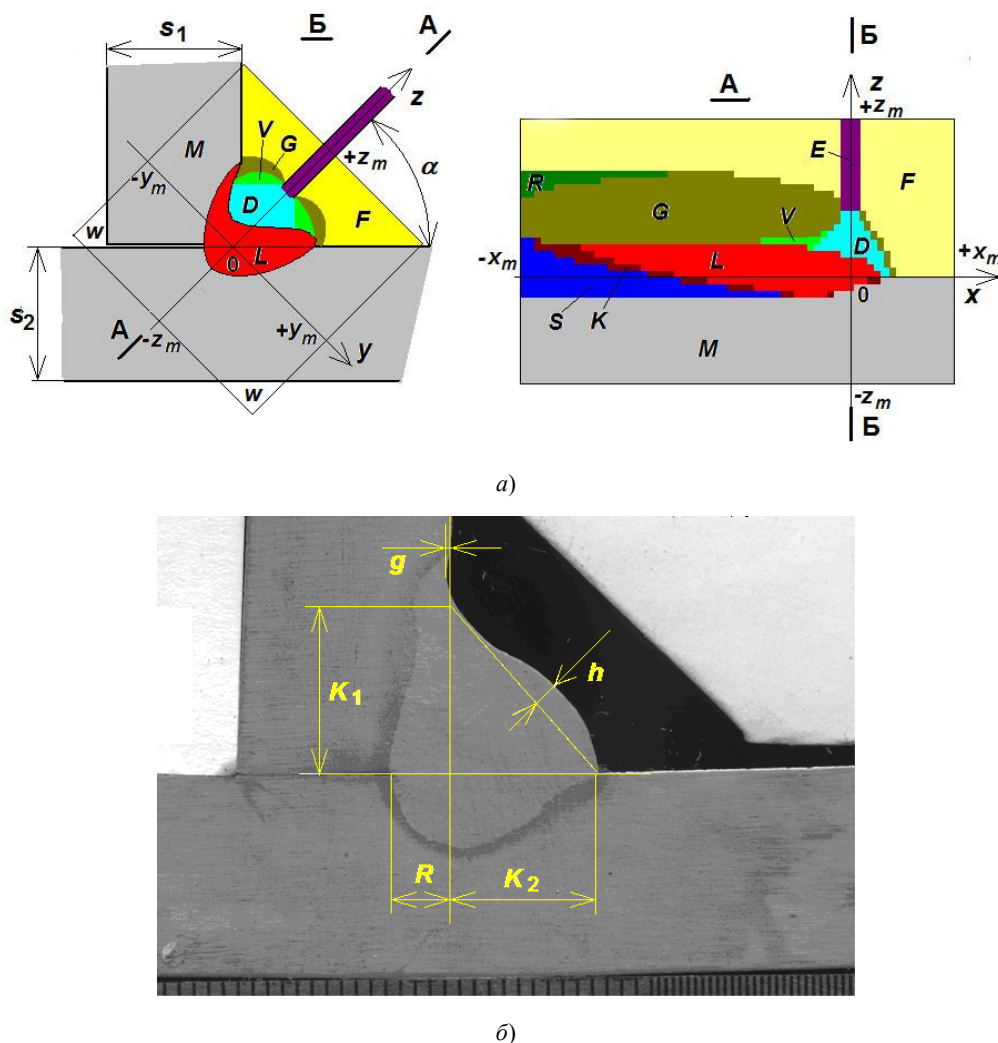 s1
Б
А
z
V
G
M
+zm
α
-ym
D
F
w
L
0
s2
А
-zm
+ym
y
w
Б
z
А
+zm
E
R
F
G
V
D
-xm
L
+xm
S
K
0
x
M
-zm
Б
а)
g
K1
h
R
K2
б)